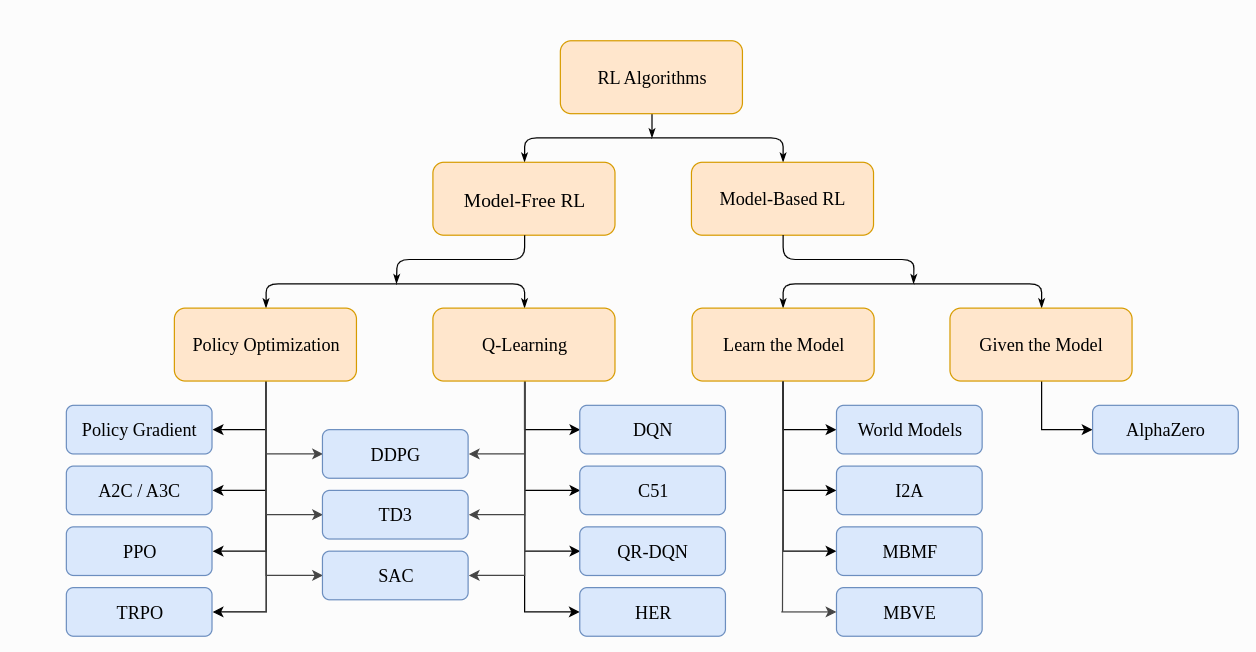 RL Algorithms
Model-Free RL
Model-Based RL
Policy Optimization
Q-Learning
Learn the Model
Given the Model
Policy Gradient
A2C / A3C
PPO
TRPO
DDPG
TD3
SAC
DQN
C51
QR-DQN
HER
World Models
I2A
MBMF
MBVE
AlphaZero